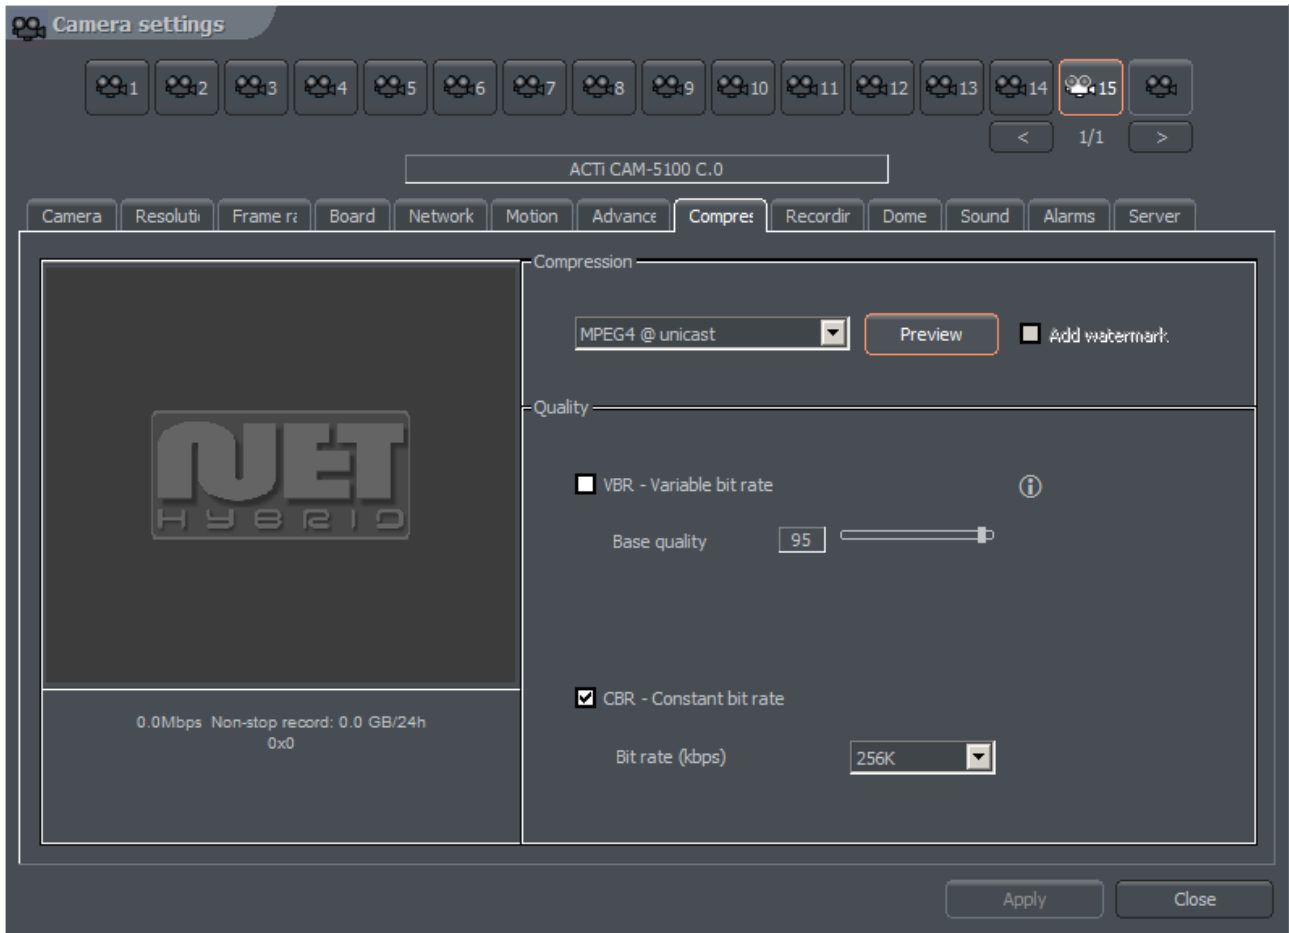 Camera settings
1 2 3 4 5 6 7 8 9 10 11 12 13 14 15
< 1/1 >
ACTi CAM-5100 C.0
Camera Resoluti Frame ra Board Network Motion Advance Compres Recordin Dome Sound Alarms Server
Compression
MPEG4 @ unicast Preview Add watermark
Quality
NET
HYBRID
VBR - Variable bit rate
Base quality 95
CBR - Constant bit rate
0.0Mbps Non-stop record: 0.0 GB/24h
0x0
Bit rate (kbps) 256K
Apply Close